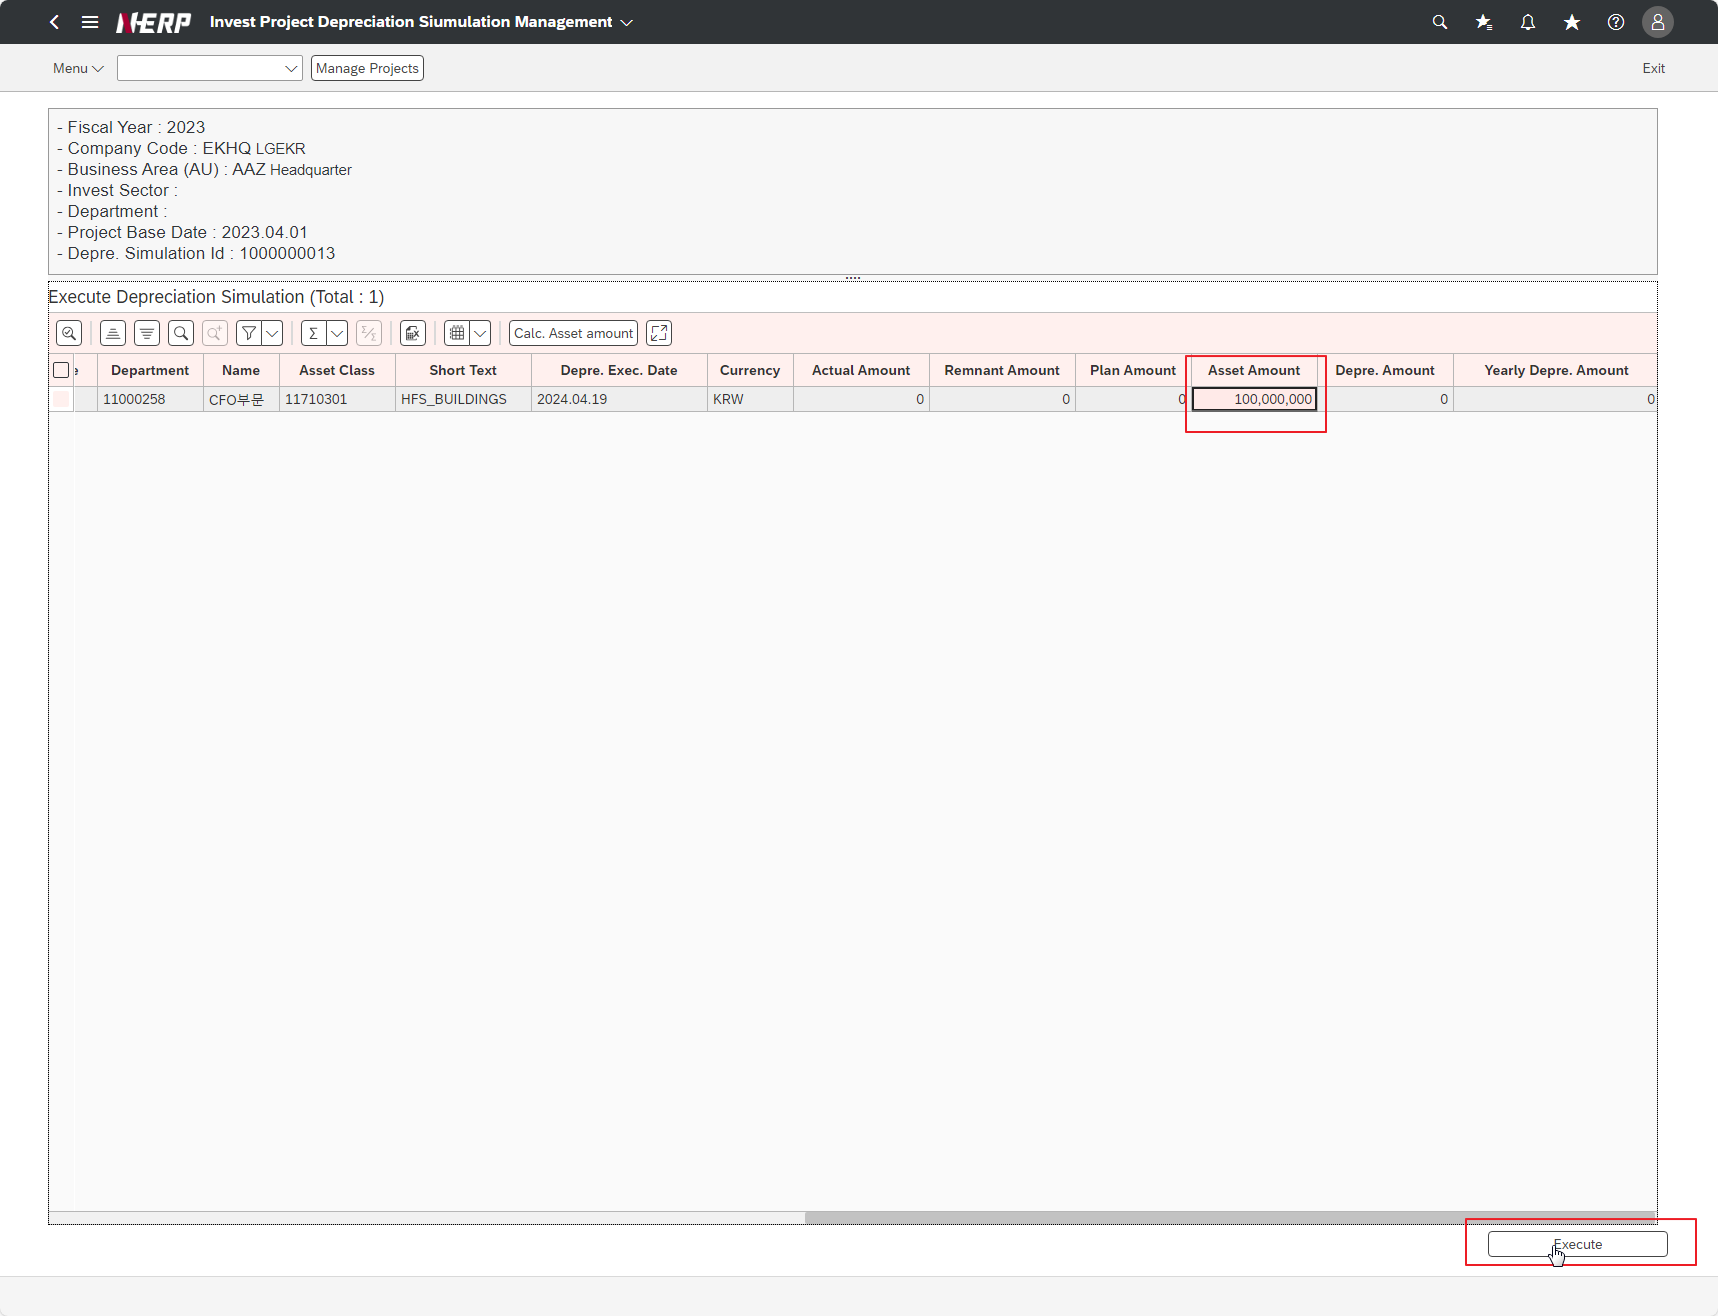 NERP Invest Project Depreciation Siumulation Management
Menu Manage Projects Exit
- Fiscal Year : 2023
- Company Code : EKHQ LGEKR
- Business Area (AU) : AAZ Headquarter
- Invest Sector :
- Department :
- Project Base Date : 2023.04.01
- Depre. Simulation Id : 1000000013
Execute Depreciation Simulation (Total : 1)
Calc. Asset amount
Department Name Asset Class Short Text Depre. Exec. Date Currency Actual Amount Remnant Amount Plan Amount Asset Amount Depre. Amount Yearly Depre. Amount
11000258 CFO부문 11710301 HFS_BUILDINGS 2024.04.19 KRW 0 0 0 100,000,000 0 0
Execute